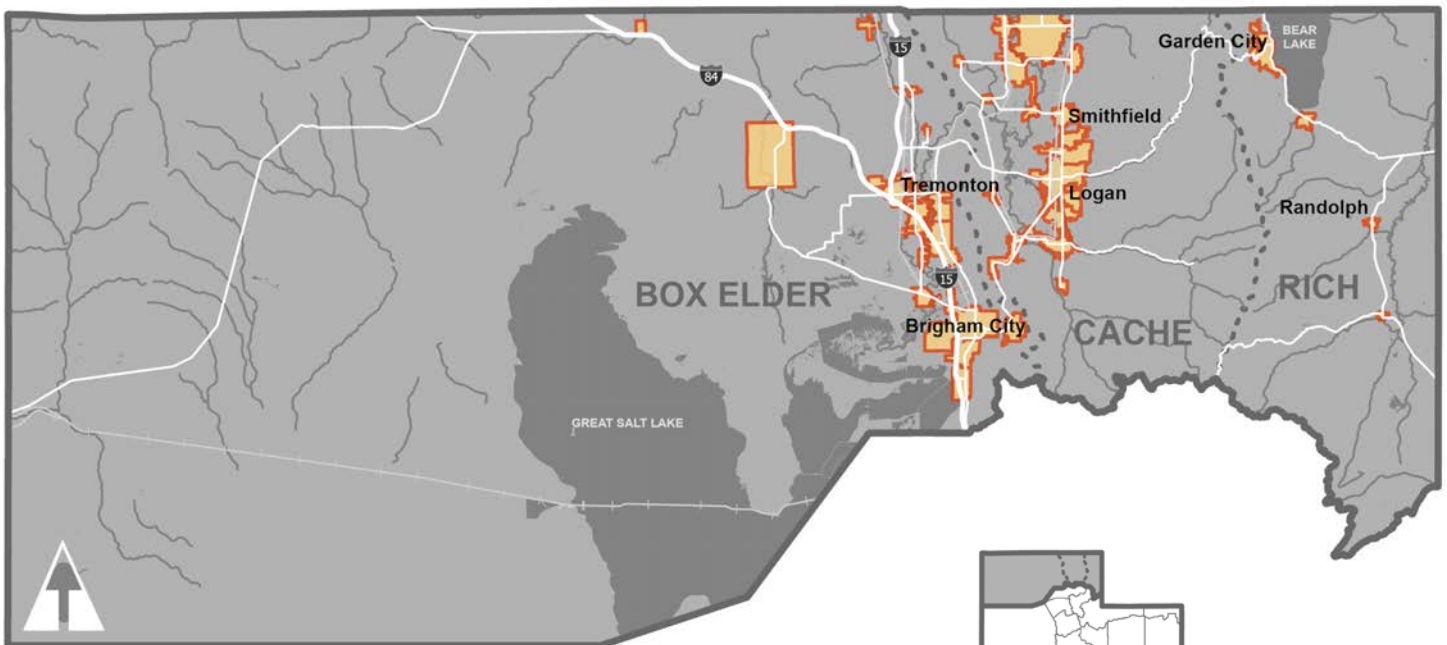 BEAR
LAKE
Garden City
15
84
Smithfield
Tremonton
Logan
Randolph
15
BOX ELDER
RICH
Brigham City
CACHE
GREAT SALT LAKE